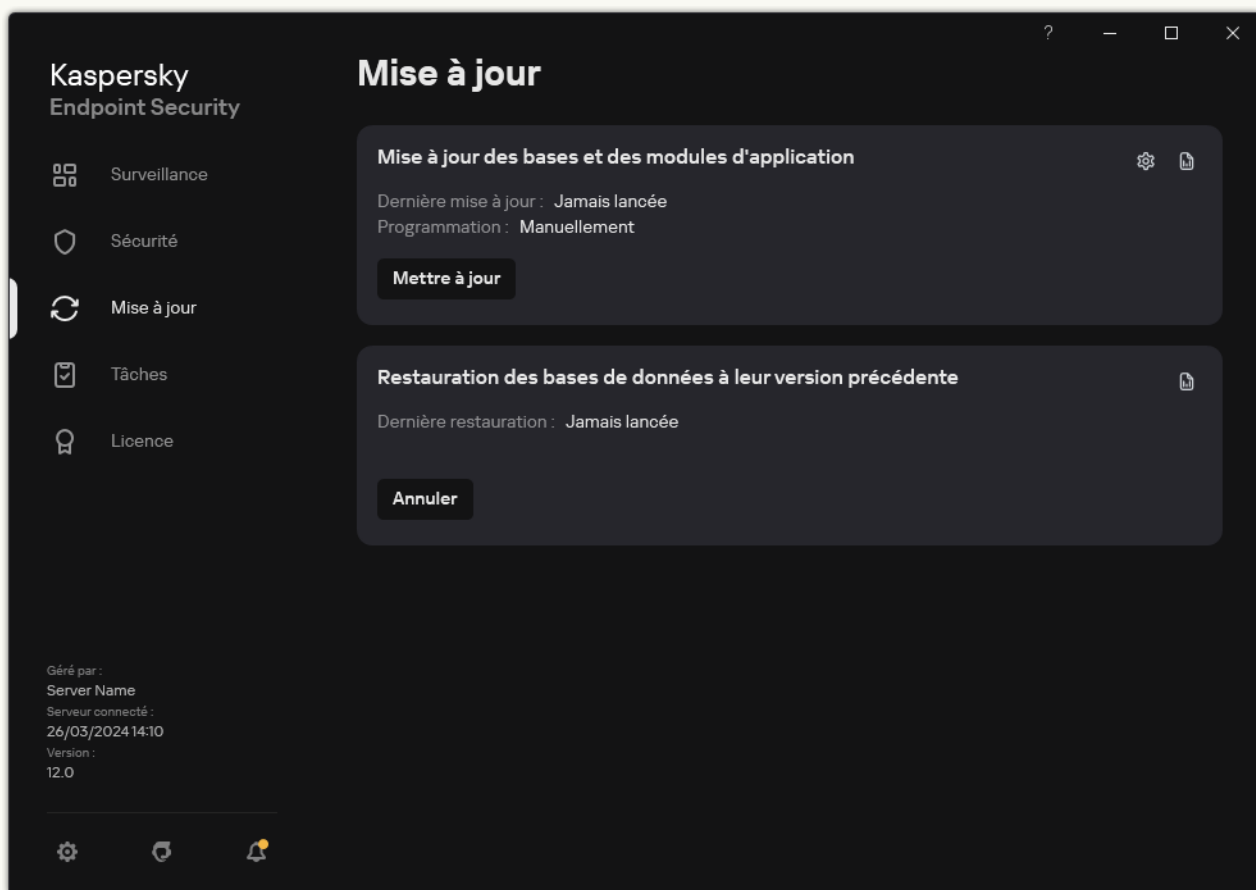 ?
Kaspersky
Endpoint Security
Surveillance
Sécurité
Mise à jour
Tâches
Licence
Géré par :
Server Name
Serveur connecté :
26/03/2024 14:10
Version :
12.0
Mise à jour
Mise à jour des bases et des modules d'application
Dernière mise à jour : Jamais lancée
Programmation : Manuellement
Mettre à jour
Restauration des bases de données à leur version précédente
Dernière restauration : Jamais lancée
Annuler